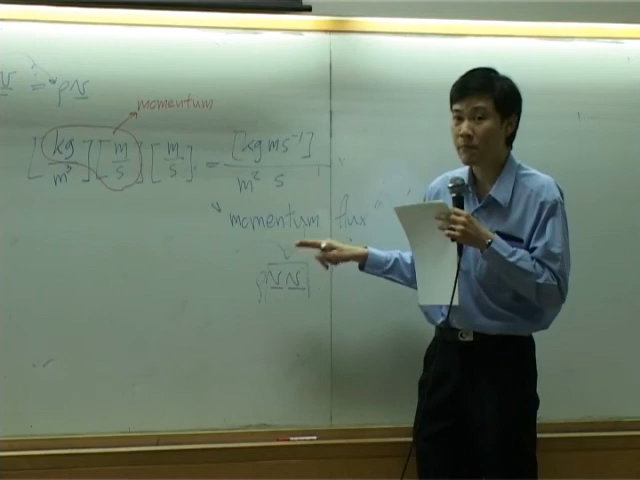 v = ρv
momentum
[kg/m³][m/s][m/s] = [kg ms⁻¹]/m² s
"momentum flux"
ρvv